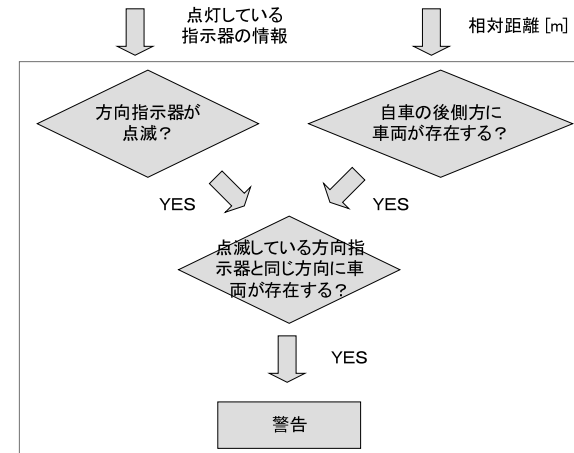 点灯している
指示器の情報
相対距離 [m]
方向指示器が
点滅？
自車の後側方に
車両が存在する？
YES
YES
点滅している方向指
示器と同じ方向に車
両が存在する？
YES
警告